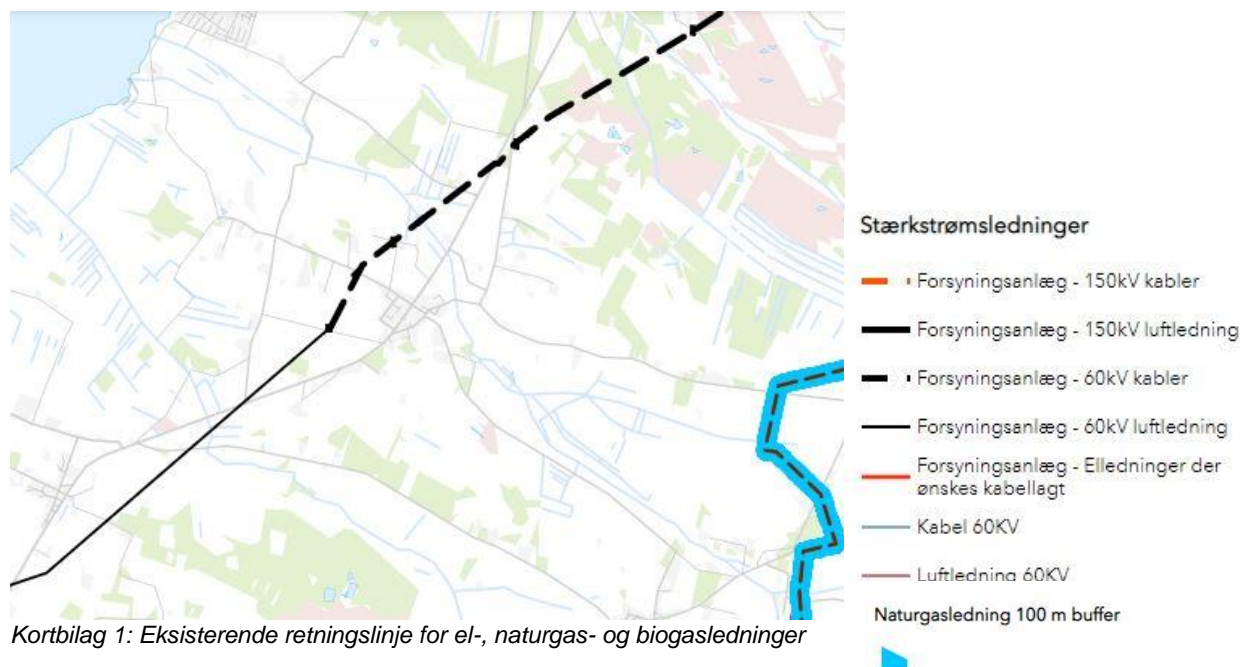 Stærkstrømsledninger
Forsyningsanlæg - 150kV kabler
Forsyningsanlæg - 150kV luftledning
Forsyningsanlæg - 60kV kabler
Forsyningsanlæg - 60kV luftledning
Forsyningsanlæg - Elledninger der
ønskes kabellagt
Kabel 60KV
Luftledning 60KV
Naturgasledning 100 m buffer
Kortbilag 1: Eksisterende retningslinje for el-, naturgas- og biogasledninger